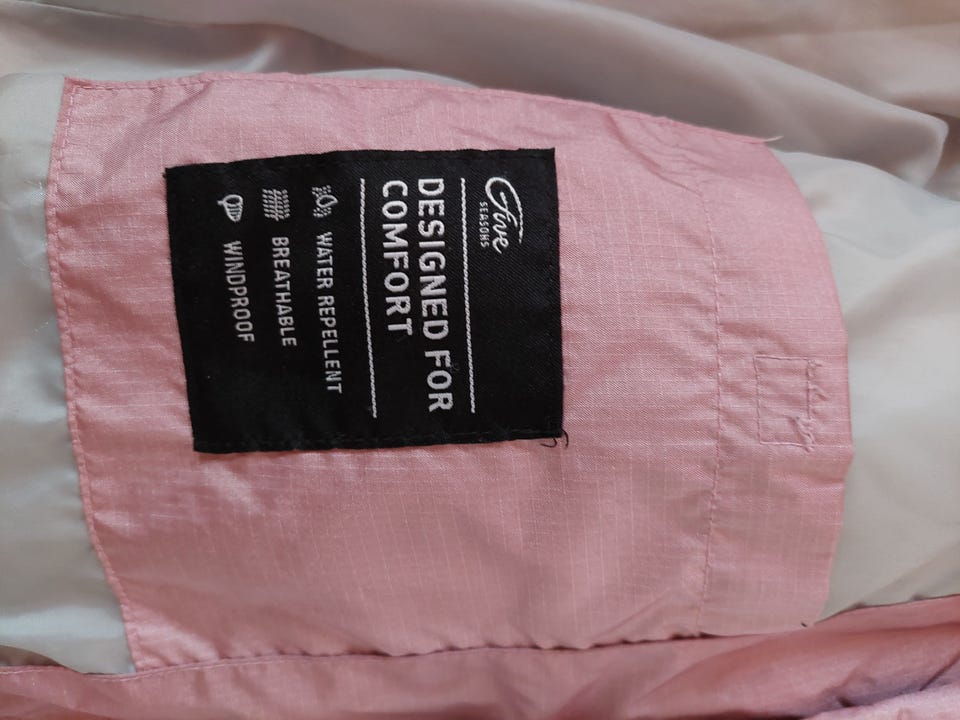 Five
SEASONS
DESIGNED FOR
COMFORT
WATER REPELLENT
BREATHABLE
WINDPROOF